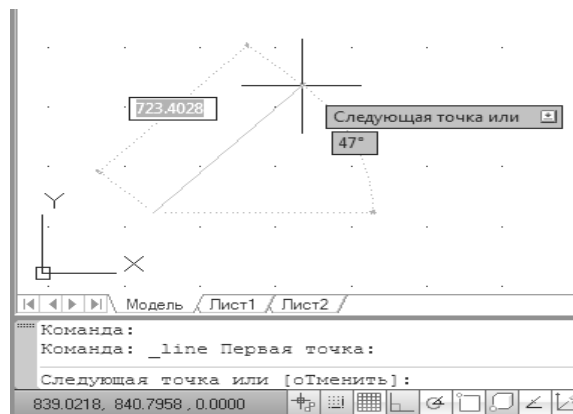 723.4028
Следующая точка или
47°
Y
X
Модель / Лист1 / Лист2 /
Команда:
Команда: _line Первая точка:
Следующая точка или [оТменить]:
839.0218, 840.7958 , 0.0000